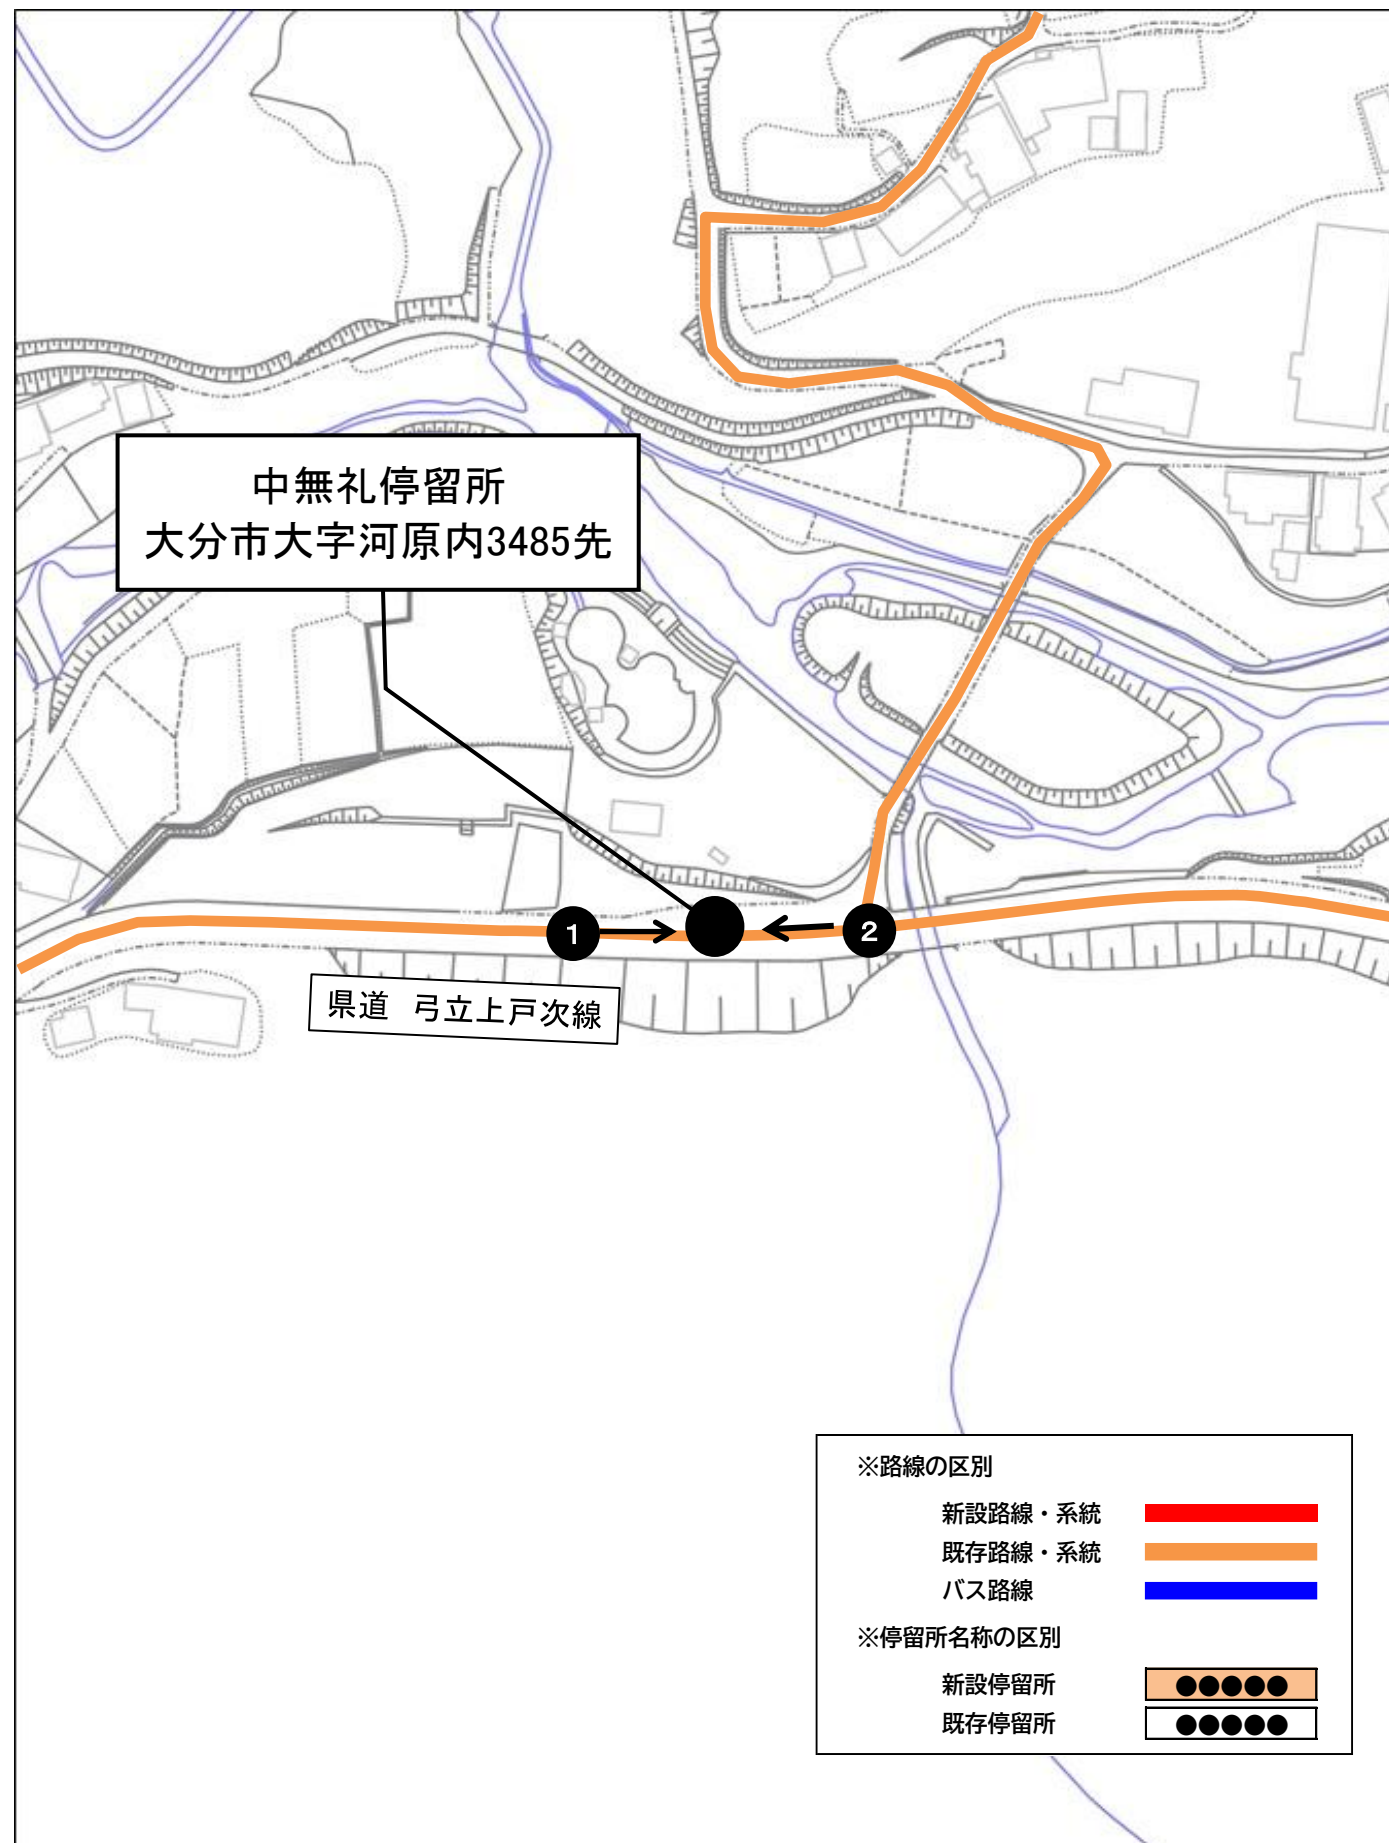 中無礼停留所
大分市大字河原内3485先
1
2
県道　弓立上戸次線
※路線の区別
新設路線・系統
既存路線・系統
バス路線
※停留所名称の区別
新設停留所 ●●●●●
既存停留所 ●●●●●